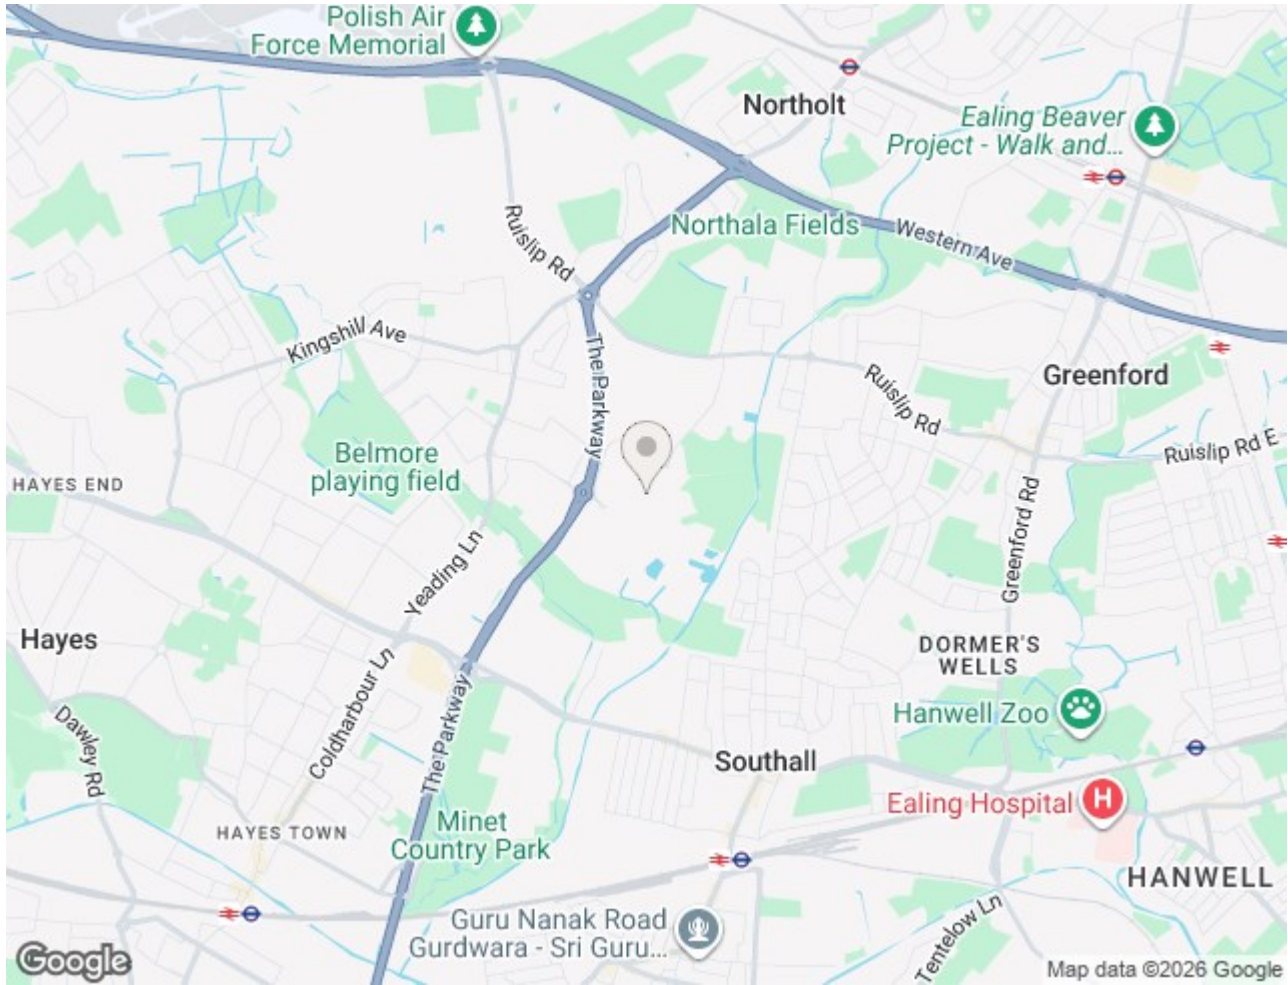 Polish Air
Force Memorial
Northolt
Ealing Beaver
Project - Walk and...
Northala Fields
Western Ave
Ruislip Rd
Kingshill Ave
The Parkway
Greenford
Ruislip Rd
Ruislip Rd E
Belmore
playing field
HAYES END
Greenford Rd
Yeading Ln
Hayes
DORMER'S
WELLS
Coldharbour Ln
The Parkway
Hanwell Zoo
Dawley Rd
Southall
Ealing Hospital
H
HAYES TOWN
Minet
Country Park
HANWELL
Guru Nanak Road
Gurdwara - Sri Guru...
Tentelow Ln
Google
Map data ©2026 Google